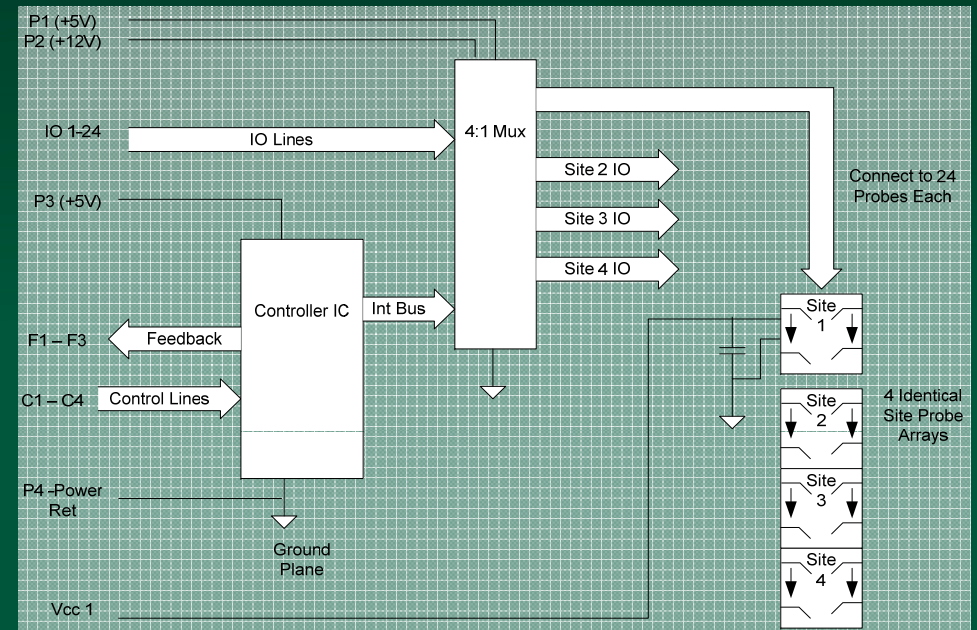 P1 (+5V)
P2 (+12V)
IO 1-24
IO Lines
4:1 Mux
Site 2 IO
Site 3 IO
Site 4 IO
Connect to 24
Probes Each
P3 (+5V)
Controller IC
Int Bus
F1 – F3
Feedback
C1 – C4
Control Lines
P4 -Power
Ret
Ground
Plane
Vcc 1
Site
1
Site
2
Site
3
Site
4
4 Identical
Site Probe
Arrays